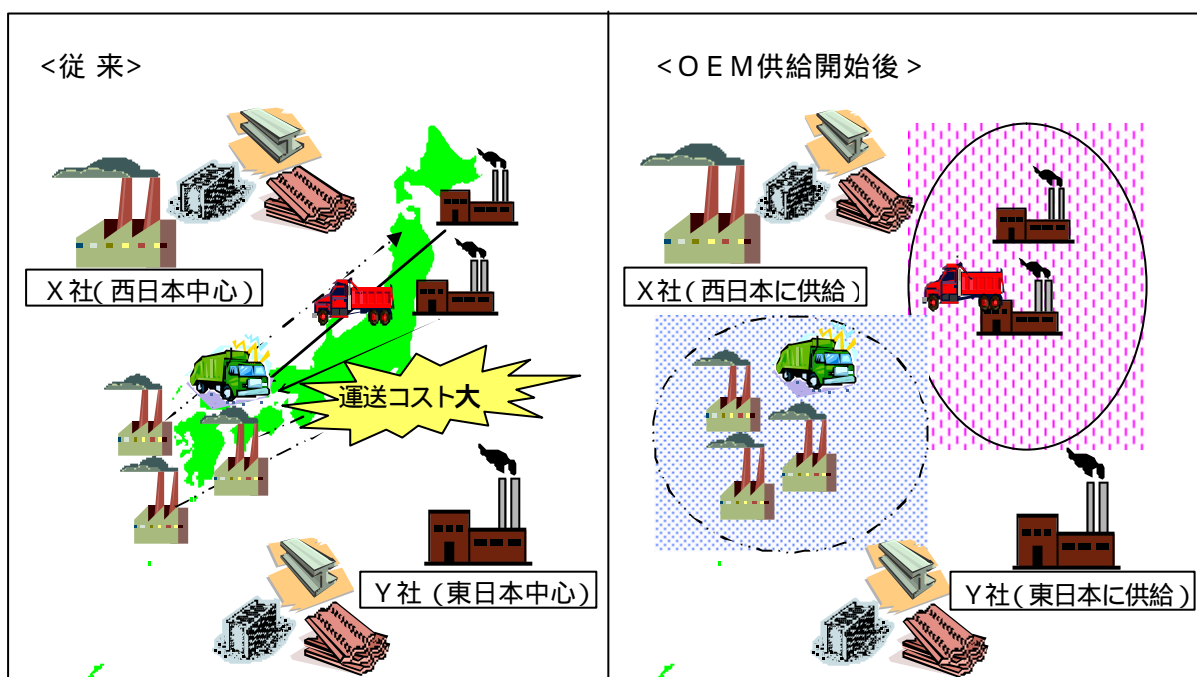 <従 来>
X社(西日本中心)
運送コスト大
Y社(東日本中心)
<OEM供給開始後>
X社(西日本に供給)
Y社(東日本に供給)